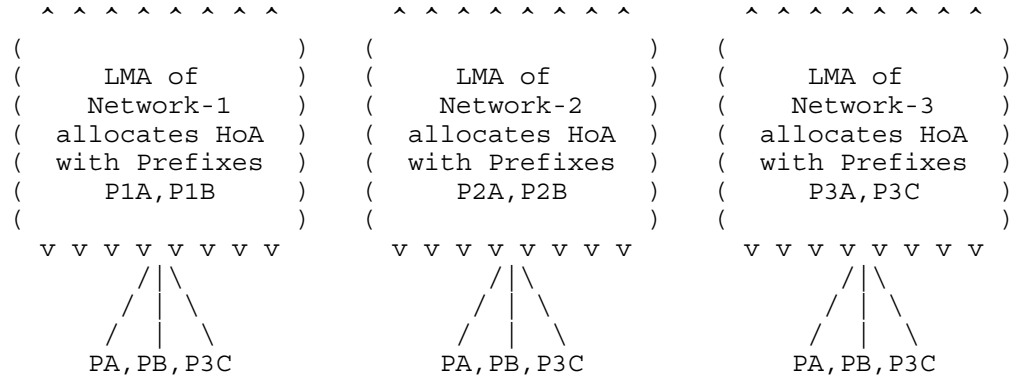 ^ ^ ^ ^ ^ ^ ^ ^ ^ ^ ^ ^ ^ ^ ^ ^ ^ ^ ^ ^ ^ ^ ^ ^
( ) ( ) ( )
( LMA of ) ( LMA of ) ( LMA of )
( Network-1 ) ( Network-2 ) ( Network-3 )
( allocates HoA ) ( allocates HoA ) ( allocates HoA )
( with Prefixes ) ( with Prefixes ) ( with Prefixes )
( P1A,P1B ) ( P2A,P2B ) ( P3A,P3C )
( ) ( ) ( )
v v v v v v v v v v v v v v v v v v v v v v v v
/|\ /|\ /|\
/ | \ / | \ / | \
/ | \ / | \ / | \
PA,PB,P3C PA,PB,P3C PA,PB,P3C